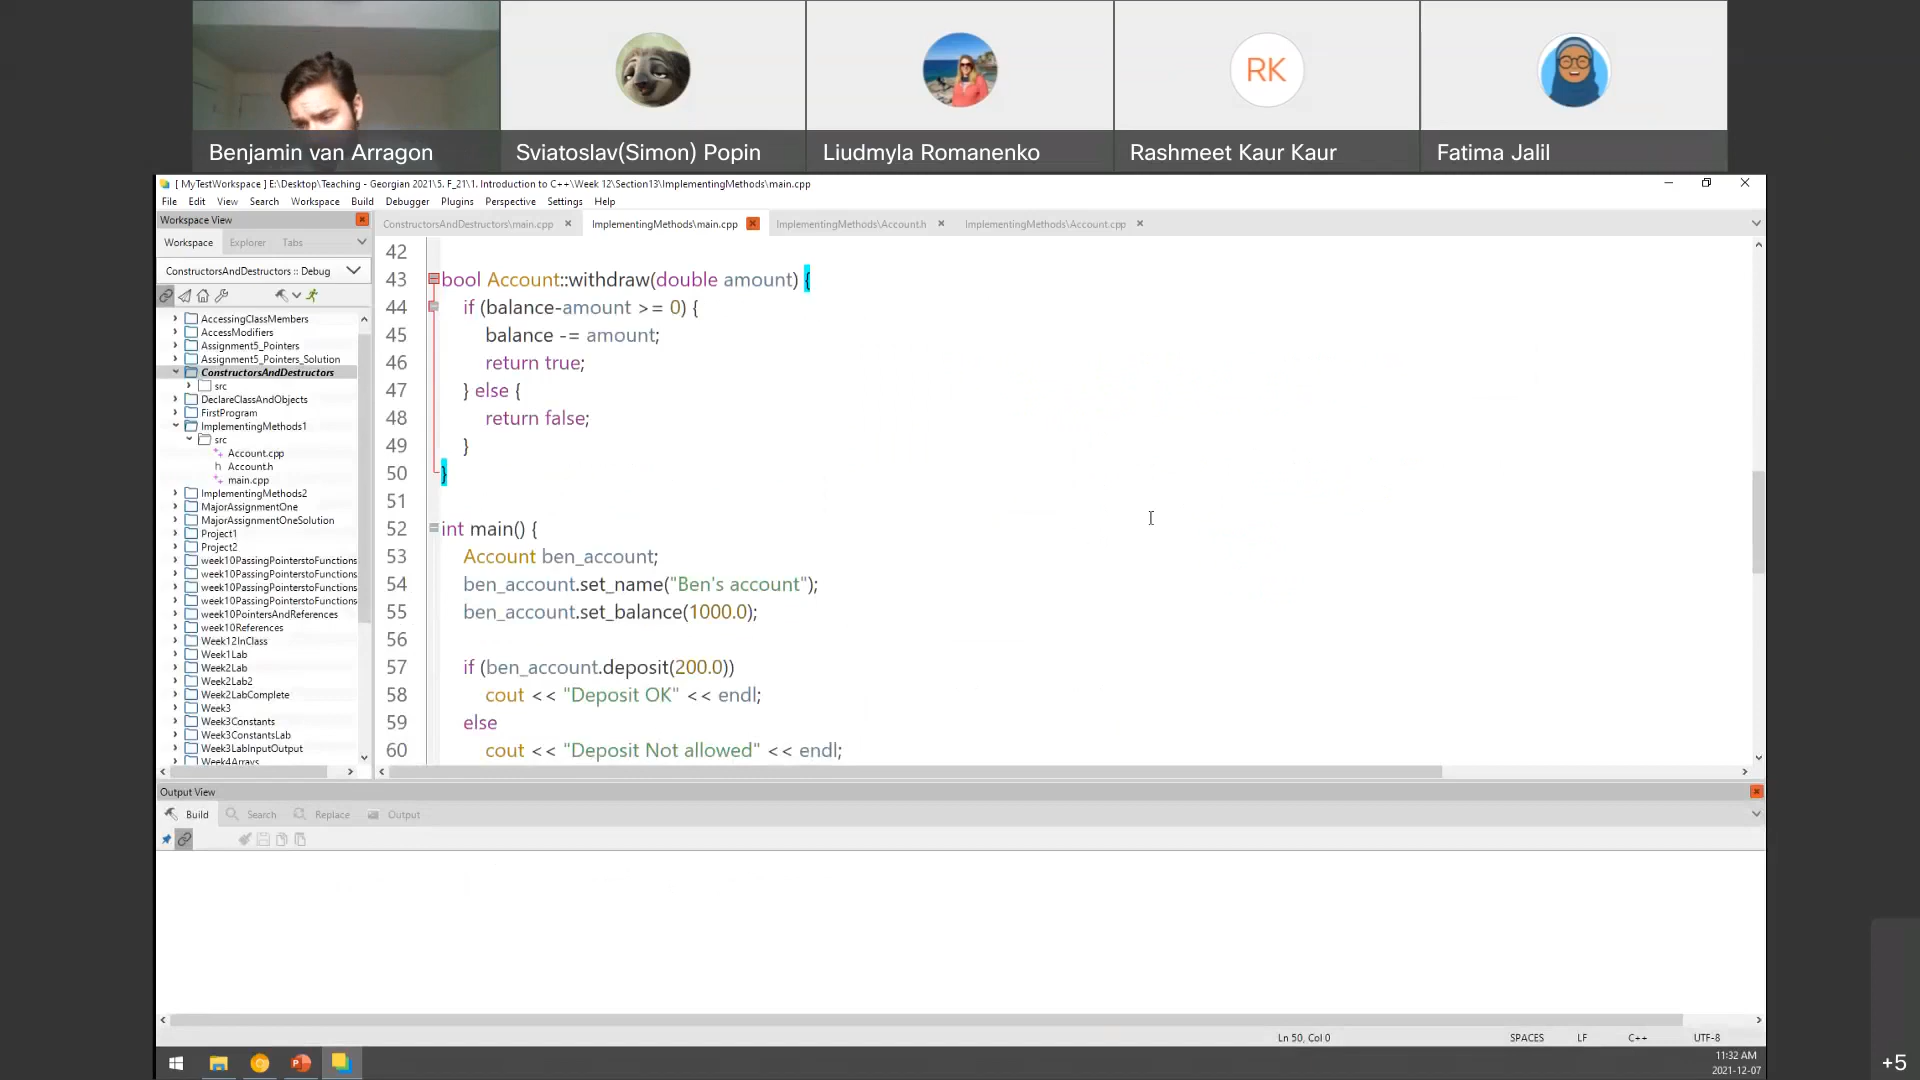 RK
Benjamin van Arragon
Sviatoslav(Simon) Popin
Liudmyla Romanenko
Rashmeet Kaur Kaur
Fatima Jalil
[ MyTestWorkspace ] E:\Desktop\Teaching - Georgian 2021\5. F_21\1. Introduction to C++\Week 12\Section13\ImplementingMethods\main.cpp
File Edit View Search Workspace Build Debugger Plugins Perspective Settings Help
Workspace View
Workspace Explorer Tabs
ConstructorsAndDestructors :: Debug
AccessingClassMembers
AccessModifiers
Assignment5_Pointers
Assignment5_Pointers_Solution
ConstructorsAndDestructors
src
DeclareClassAndObjects
FirstProgram
ImplementingMethods1
src
Account.cpp
Account.h
main.cpp
ImplementingMethods2
MajorAssignmentOne
MajorAssignmentOneSolution
Project1
Project2
week10PassingPointerstoFunctions
week10PassingPointerstoFunctions
week10PassingPointerstoFunctions
week10PassingPointerstoFunctions
week10PointersAndReferences
week10References
Week12InClass
Week1Lab
Week2Lab
Week2Lab2
Week2LabComplete
Week3
Week3Constants
Week3ConstantsLab
Week3LabInputOutput
Week4Arrays
ConstructorsAndDestructors\main.cpp ImplementingMethods\main.cpp ImplementingMethods\Account.h ImplementingMethods\Account.cpp
42
43 bool Account::withdraw(double amount) {
44 if (balance-amount >= 0) {
45 balance -= amount;
46 return true;
47 } else {
48 return false;
49 }
50 }
51
52 int main() {
53 Account ben_account;
54 ben_account.set_name("Ben's account");
55 ben_account.set_balance(1000.0);
56
57 if (ben_account.deposit(200.0))
58 cout << "Deposit OK" << endl;
59 else
60 cout << "Deposit Not allowed" << endl;
Output View
Build Search Replace Output
Ln 50, Col 0 SPACES LF C++ UTF-8
11:32 AM
2021-12-07
+5